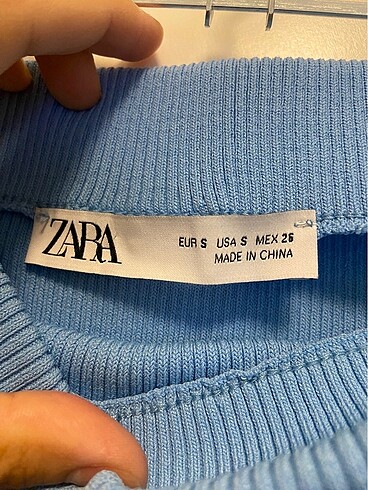 ZARA
EUR S USA S MEX 26
MADE IN CHINA